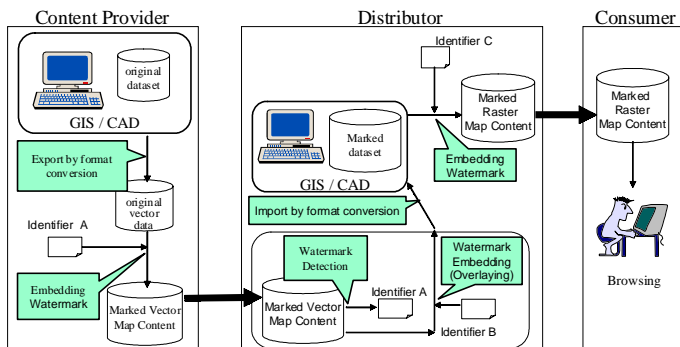 Content Provider
original
dataset
GIS / CAD
Export by format
conversion
original
vector
data
Identifier A
Embedding
Watermark
Marked Vector
Map Content
Distributor
Identifier C
Marked
Raster
Map Content
Marked
dataset
GIS / CAD
Embedding
Watermark
Import by format conversion
Watermark
Detection
Watermark
Embedding
(Overlaying)
Marked Vector
Map Content
Identifier A
Identifier B
Consumer
Marked
Raster
Map Content
Browsing